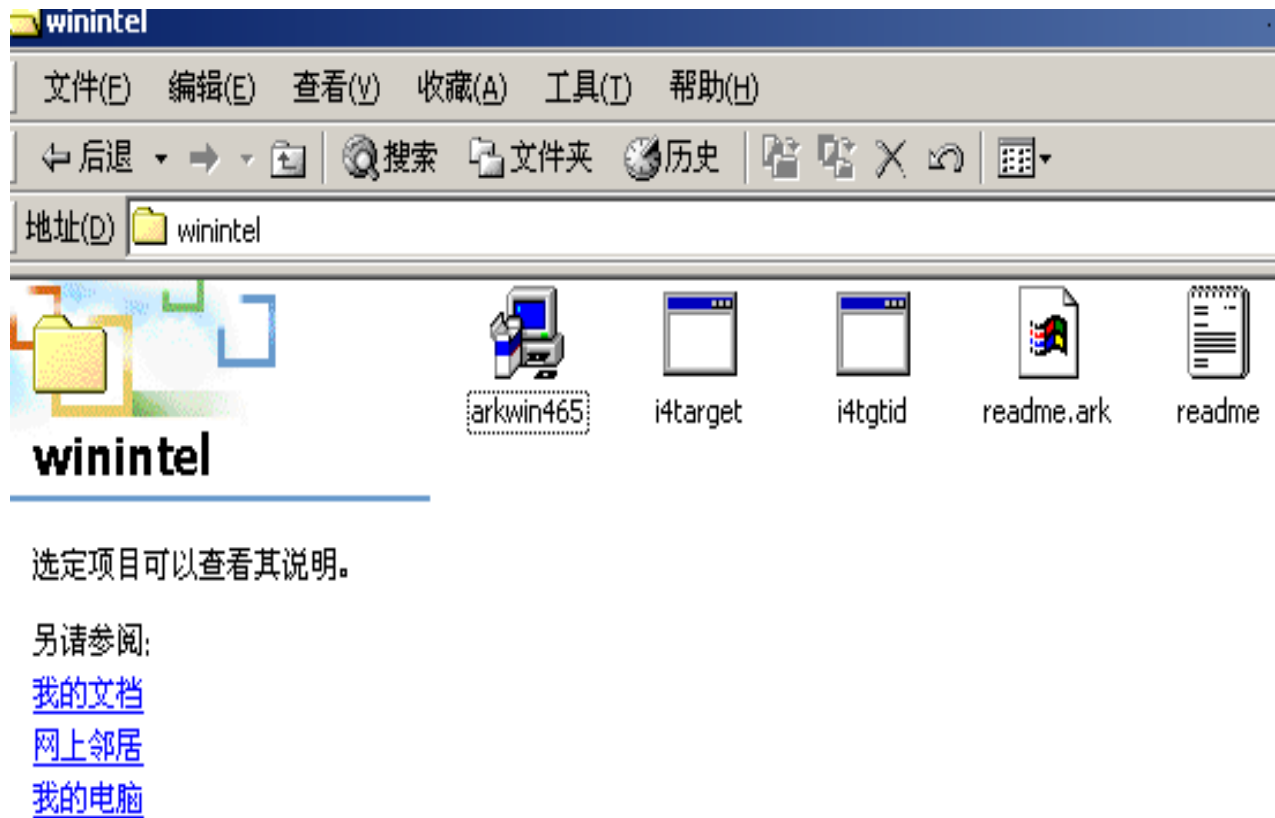 winintel
文件(F) 编辑(E) 查看(V) 收藏(A) 工具(T) 帮助(H)
后退 搜索 文件夹 历史
地址(D) winintel
arkwin465 i4target i4tgtid readme.ark readme
winintel
选定项目可以查看其说明。
另请参阅:
我的文档
网上邻居
我的电脑